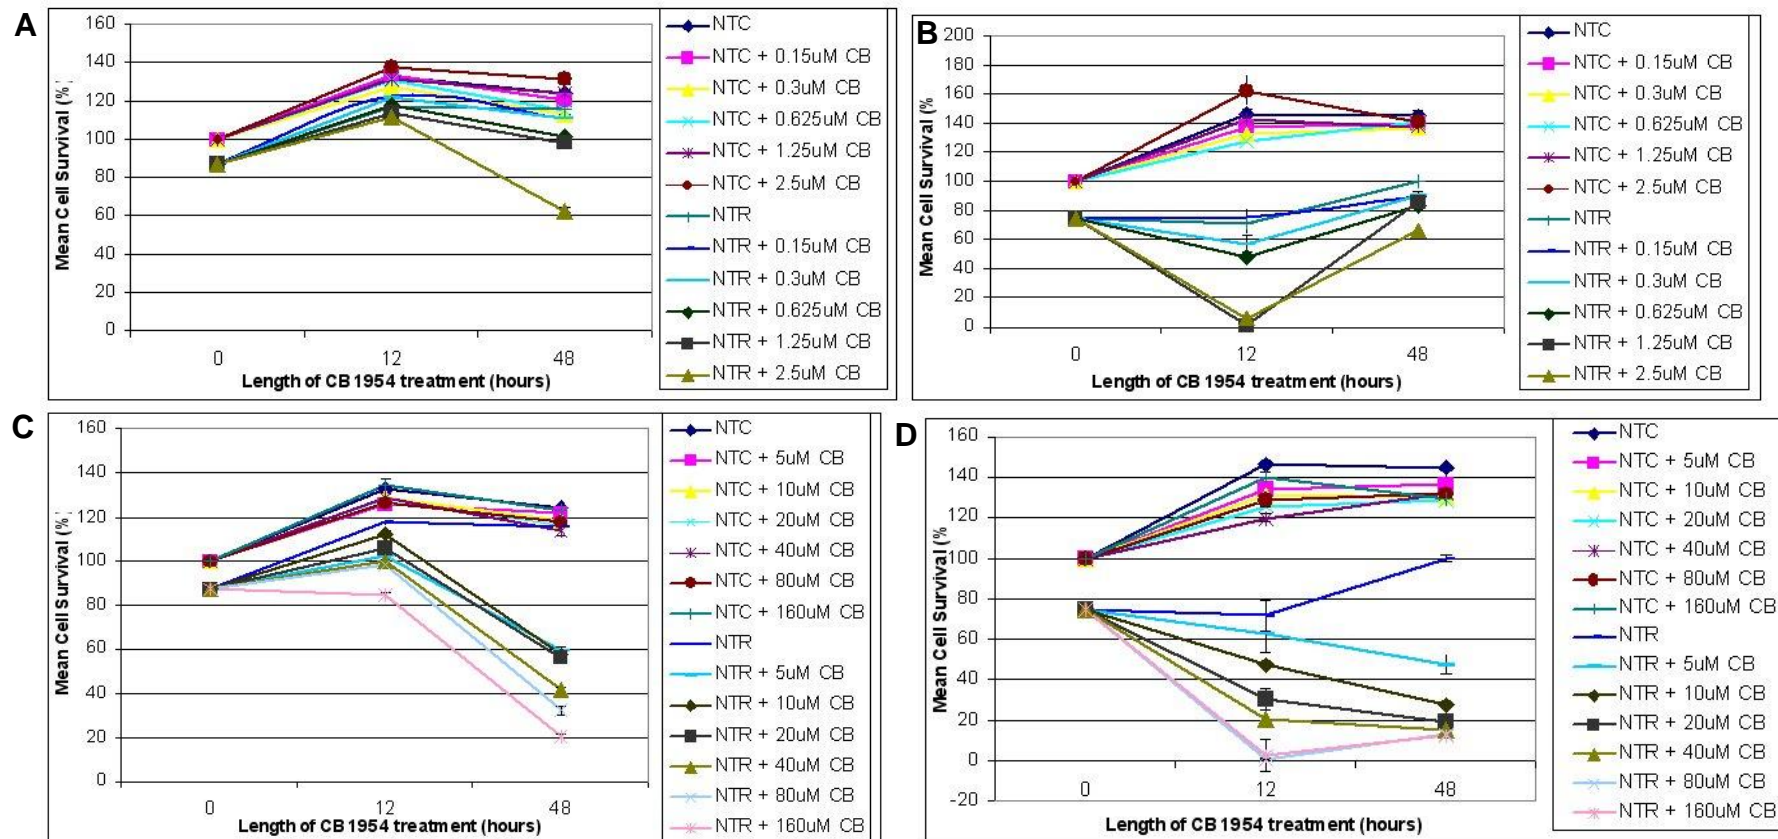 A
Mean Cell Survival (%
160
140
120
100
80
60
40
20
0
0 12 48
Length of CB 1954 treatment (hours)
NTC
NTC + 0.15uM CB
NTC + 0.3uM CB
NTC + 0.625uM CB
NTC + 1.25uM CB
NTC + 2.5uM CB
NTR
NTR + 0.15uM CB
NTR + 0.3uM CB
NTR + 0.625uM CB
NTR + 1.25uM CB
NTR + 2.5uM CB
B
Mean Cell Survival (%
200
180
160
140
120
100
80
60
40
20
0
0 12 48
Length of CB 1954 treatment (hours)
NTC
NTC + 0.15uM CB
NTC + 0.3uM CB
NTC + 0.625uM CB
NTC + 1.25uM CB
NTC + 2.5uM CB
NTR
NTR + 0.15uM CB
NTR + 0.3uM CB
NTR + 0.625uM CB
NTR + 1.25uM CB
NTR + 2.5uM CB
C
Mean Cell Survival (%
160
140
120
100
80
60
40
20
0
0 12 48
Length of CB 1954 treatment (hours)
NTC
NTC + 5uM CB
NTC + 10uM CB
NTC + 20uM CB
NTC + 40uM CB
NTC + 80uM CB
NTC + 160uM CB
NTR
NTR + 5uM CB
NTR + 10uM CB
NTR + 20uM CB
NTR + 40uM CB
NTR + 80uM CB
NTR + 160uM CB
D
Mean Cell Survival (%
160
140
120
100
80
60
40
20
0
-20
0 12 48
Length of CB 1954 treatment (hours)
NTC
NTC + 5uM CB
NTC + 10uM CB
NTC + 20uM CB
NTC + 40uM CB
NTC + 80uM CB
NTC + 160uM CB
NTR
NTR + 5uM CB
NTR + 10uM CB
NTR + 20uM CB
NTR + 40uM CB
NTR + 80uM CB
NTR + 160uM CB